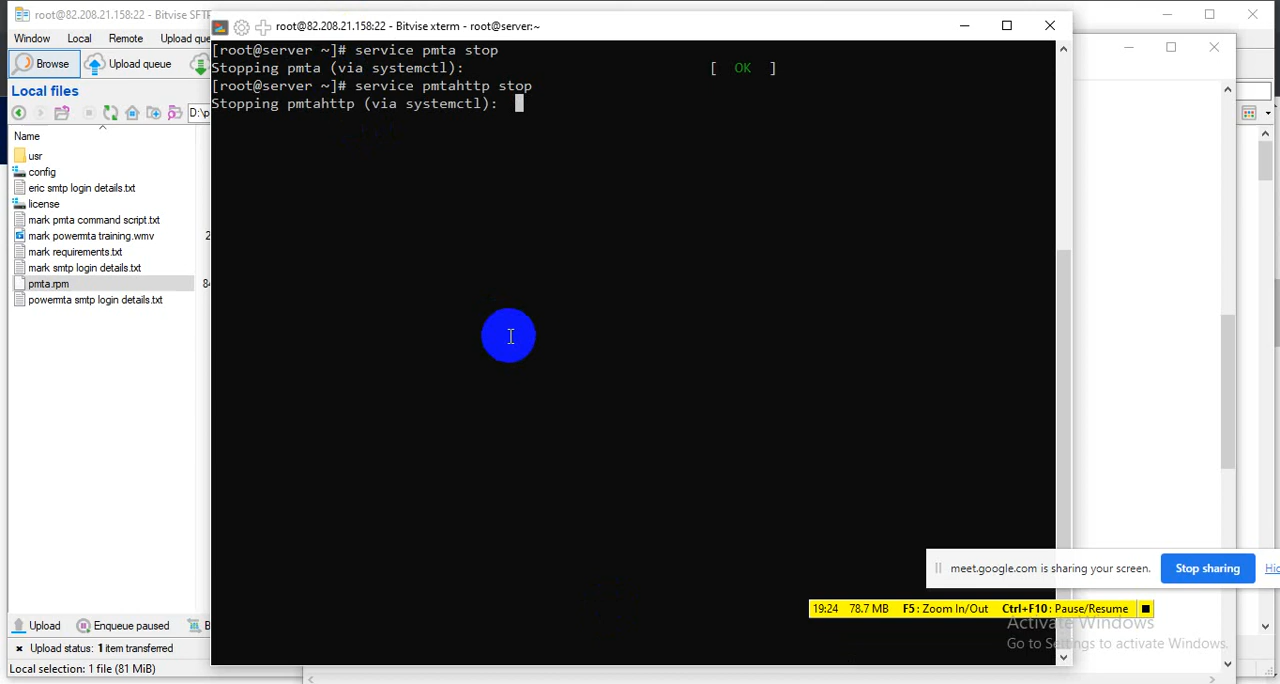 root@82.208.21.158:22 - Bitvise SFTP
Window Local Remote Upload que
Browse Upload queue
Local files
D:\p
Name
usr
config
eric smtp login details.txt
license
mark pmta command script.txt
mark powermta training.wmv
mark requirements.txt
mark smtp login details.txt
pmta.rpm
powermta smtp login details.txt
Upload Enqueue paused
Upload status: 1 item transferred
Local selection: 1 file (81 MiB)
root@82.208.21.158:22 - Bitvise xterm - root@server:~
[root@server ~]# service pmta stop
Stopping pmta (via systemctl): [ OK ]
[root@server ~]# service pmtahttp stop
Stopping pmtahttp (via systemctl):
meet.google.com is sharing your screen. Stop sharing Hid
19:24 78.7 MB F5: Zoom In/Out Ctrl+F10: Pause/Resume
Activate Windows
Go to Settings to activate Windows.